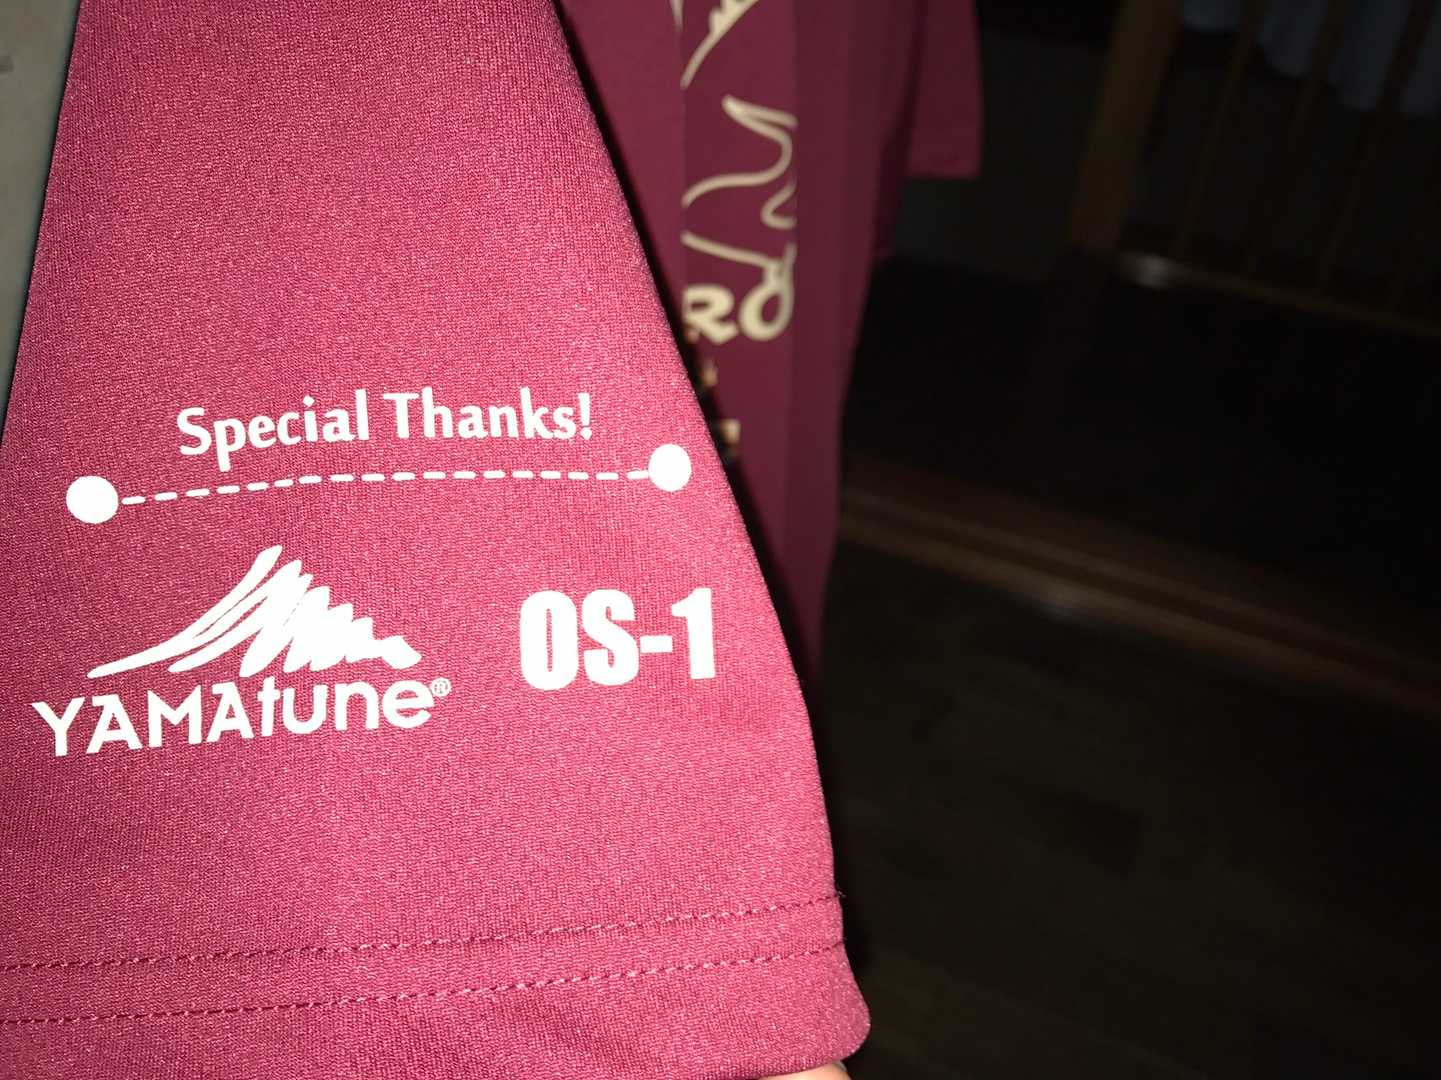 Special Thanks!
YAMAtune®
OS-1